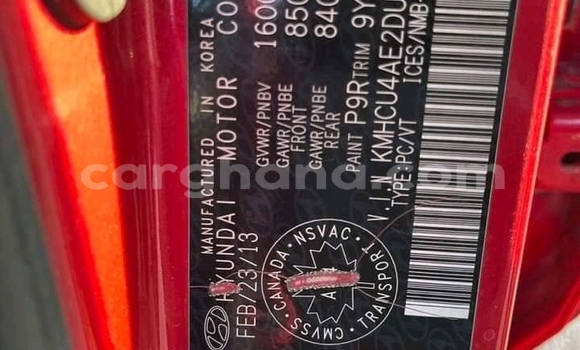 MANUFACTURED IN KOREA
HYUNDAI MOTOR CO
FEB/23/13
GVWR/PNBV 160
GAWR/PNBE 850
FRONT
GAWR/PNBE 840
REAR
PAINT P9R TRIM 9Y
V.I.N KMHCU4AE2DU
TYPE:PC/VT ICES/NMB-
CANADA · NSVAC · TRANSPORT · CMVSS
carghana.com